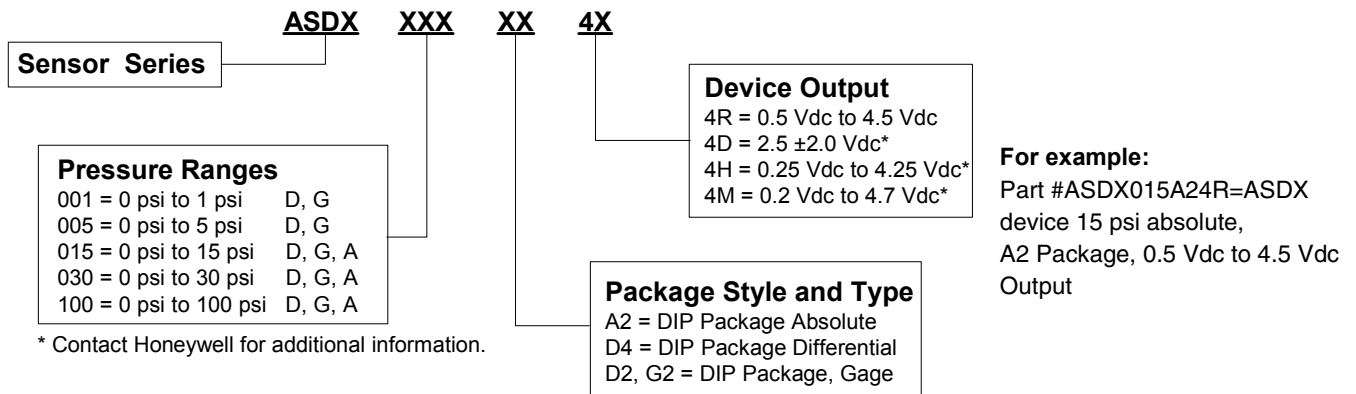 ASDX XXX XX 4X
Sensor Series
Device Output
4R = 0.5 Vdc to 4.5 Vdc
4D = 2.5 ±2.0 Vdc*
4H = 0.25 Vdc to 4.25 Vdc*
4M = 0.2 Vdc to 4.7 Vdc*
Pressure Ranges
001 = 0 psi to 1 psi D, G
005 = 0 psi to 5 psi D, G
015 = 0 psi to 15 psi D, G, A
030 = 0 psi to 30 psi D, G, A
100 = 0 psi to 100 psi D, G, A
* Contact Honeywell for additional information.
Package Style and Type
A2 = DIP Package Absolute
D4 = DIP Package Differential
D2, G2 = DIP Package, Gage
For example:
Part #ASDX015A24R=ASDX
device 15 psi absolute,
A2 Package, 0.5 Vdc to 4.5 Vdc
Output